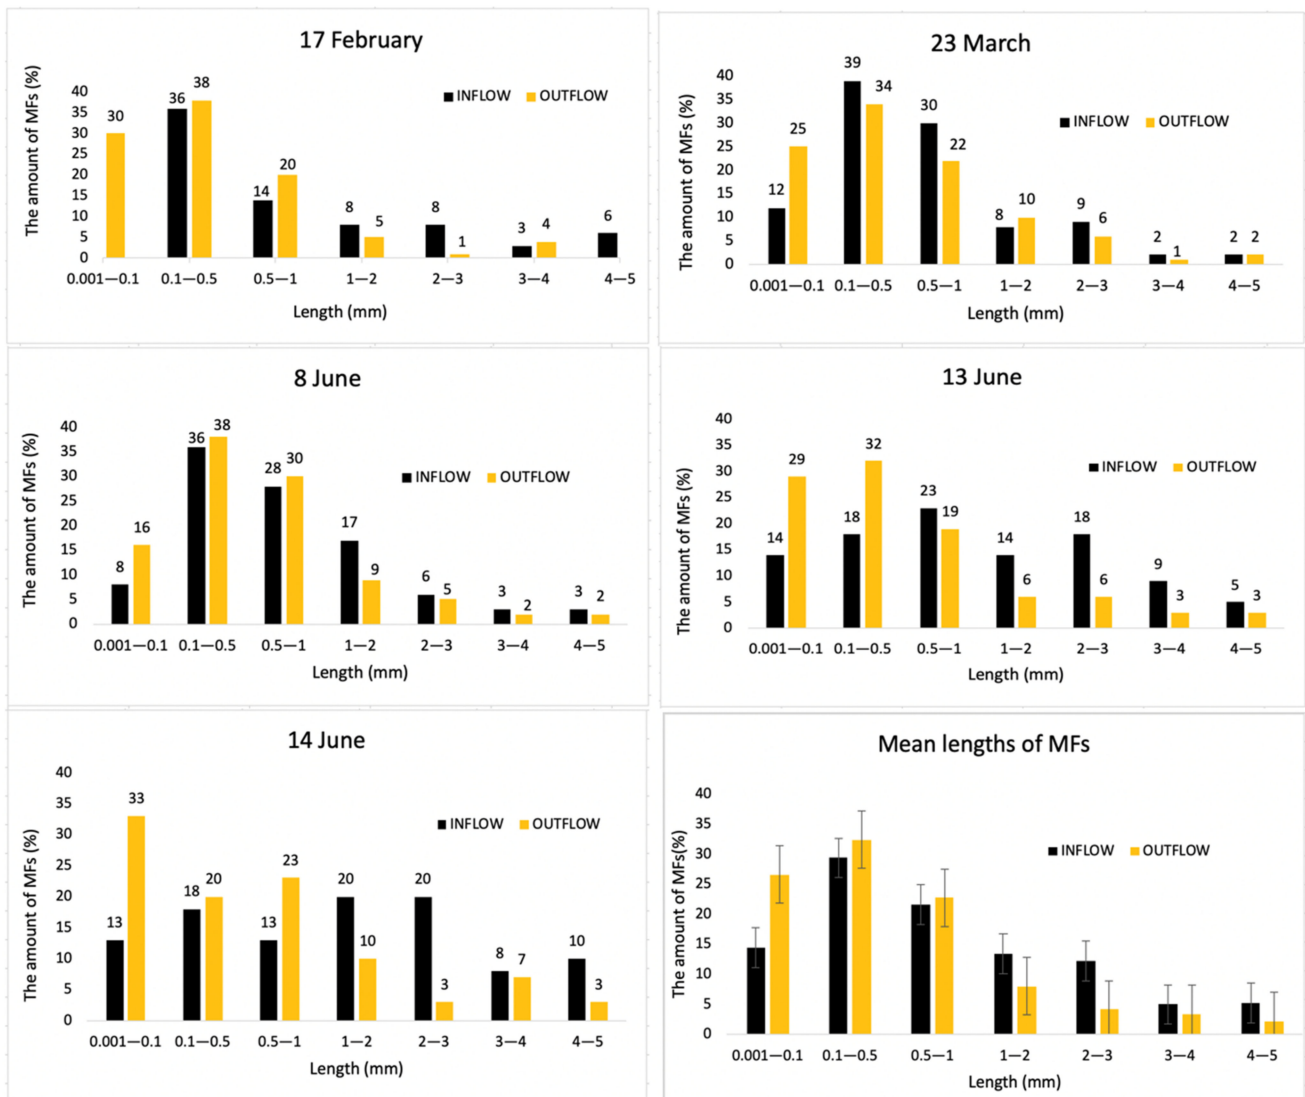 17 February
The amount of MFs (%)
40
35
30
25
20
15
10
5
0
INFLOW OUTFLOW
30
36 38
14 20
8 5
8 1
3 4
6
0.001—0.1 0.1—0.5 0.5—1 1—2 2—3 3—4 4—5
Length (mm)
23 March
The amount of MFs (%)
40
35
30
25
20
15
10
5
0
INFLOW OUTFLOW
12 25
39 34
30 22
8 10
9 6
2 1
2 2
0.001—0.1 0.1—0.5 0.5—1 1—2 2—3 3—4 4—5
Length (mm)
8 June
The amount of MFs (%)
40
35
30
25
20
15
10
5
0
INFLOW OUTFLOW
8 16
36 38
28 30
17 9
6 5
3 2
3 2
0.001—0.1 0.1—0.5 0.5—1 1—2 2—3 3—4 4—5
Length (mm)
13 June
The amount of MFs (%)
40
35
30
25
20
15
10
5
0
INFLOW OUTFLOW
14 29
18 32
23 19
14 6
18 6
9 3
5 3
0.001—0.1 0.1—0.5 0.5—1 1—2 2—3 3—4 4—5
Length (mm)
14 June
The amount of MFs (%)
40
35
30
25
20
15
10
5
0
INFLOW OUTFLOW
13 33
18 20
13 23
20 10
20 3
8 7
10 3
0.001—0.1 0.1—0.5 0.5—1 1—2 2—3 3—4 4—5
Length (mm)
Mean lengths of MFs
The amount of MFs(%)
40
35
30
25
20
15
10
5
0
INFLOW OUTFLOW
0.001—0.1 0.1—0.5 0.5—1 1—2 2—3 3—4 4—5
Length (mm)